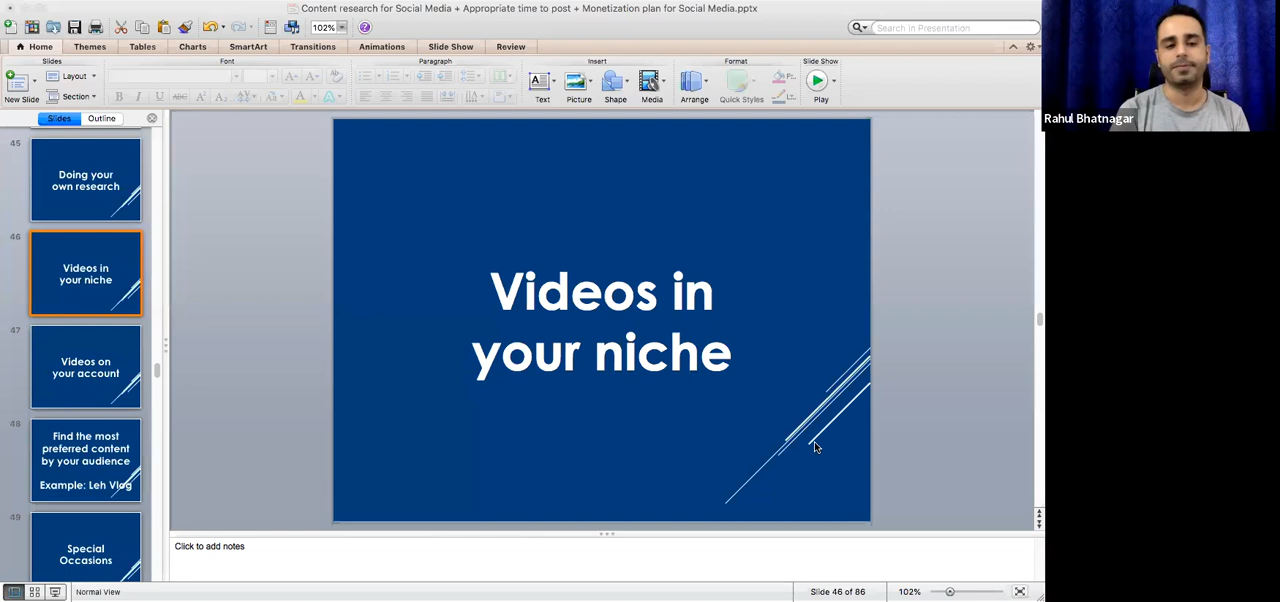 Content research for Social Media + Appropriate time to post + Monetization plan for Social Media.pptx
102%
Search in Presentation
Home
Themes
Tables
Charts
SmartArt
Transitions
Animations
Slide Show
Review
Slides
Font
Paragraph
Insert
Format
Slide Show
New Slide
Layout
Section
B I U ABC A² A₂ AV Aa A A
Text
Picture
Shape
Media
Arrange
Quick Styles
Play
Slides
Outline
45
Doing your
own research
46
Videos in
your niche
47
Videos on
your account
48
Find the most
preferred content
by your audience
Example: Leh Vlog
49
Special
Occasions
Videos in
your niche
Click to add notes
Normal View
Slide 46 of 86
102%
Rahul Bhatnagar